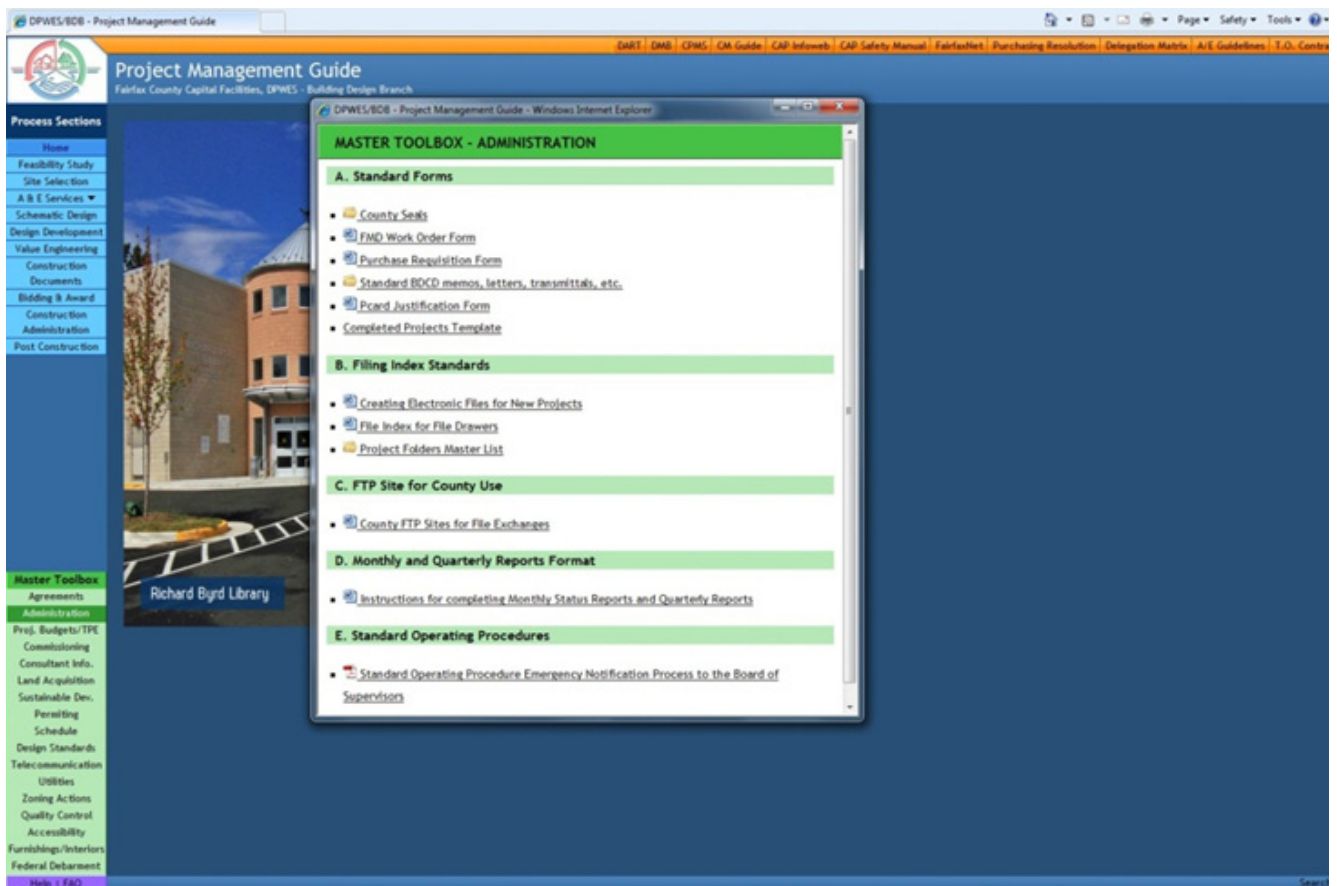 DPWES/BDB - Project Management Guide
Page
Safety
Tools
DART
DMB
CPMS
CM Guide
CAP Infoweb
CAP Safety Manual
FairfaxNet
Purchasing Resolution
Delegation Matrix
A/E Guidelines
T.O. Contra
Project Management Guide
Fairfax County Capital Facilities, DPWES - Building Design Branch
Process Sections
Home
Feasibility Study
Site Selection
A & E Services
Schematic Design
Design Development
Value Engineering
Construction
Documents
Bidding & Award
Construction
Administration
Post Construction
Master Toolbox
Agreements
Administration
Proj. Budgets/TPE
Commissioning
Consultant Info.
Land Acquisition
Sustainable Dev.
Permiting
Schedule
Design Standards
Telecommunication
Utilities
Zoning Actions
Quality Control
Accessibility
Furnishings/Interiors
Federal Debarment
Help | FAQ
Richard Byrd Library
DPWES/BDB - Project Management Guide - Windows Internet Explorer
MASTER TOOLBOX - ADMINISTRATION
A. Standard Forms
County Seals
FMD Work Order Form
Purchase Requisition Form
Standard BDCD memos, letters, transmittals, etc.
Pcard Justification Form
Completed Projects Template
B. Filing Index Standards
Creating Electronic Files for New Projects
File Index for File Drawers
Project Folders Master List
C. FTP Site for County Use
County FTP Sites for File Exchanges
D. Monthly and Quarterly Reports Format
Instructions for completing Monthly Status Reports and Quarterly Reports
E. Standard Operating Procedures
Standard Operating Procedure Emergency Notification Process to the Board of
Supervisors
Search